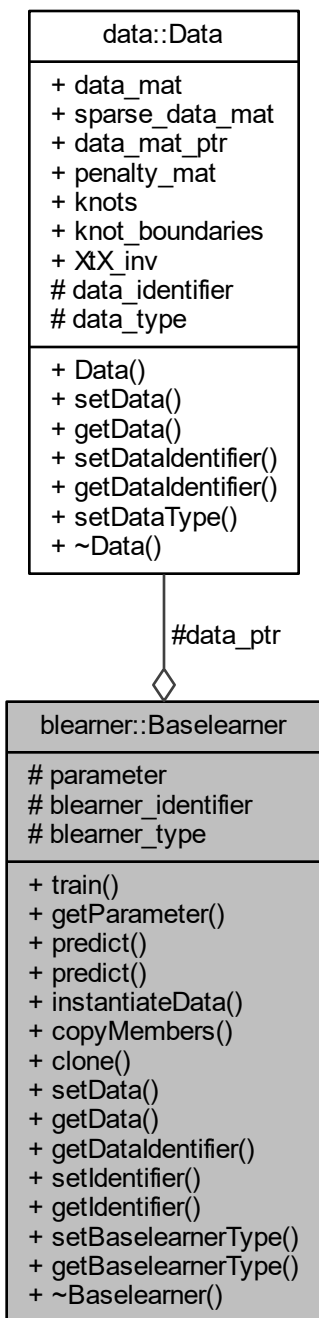 data::Data
+ data_mat
+ sparse_data_mat
+ data_mat_ptr
+ penalty_mat
+ knots
+ knot_boundaries
+ XtX_inv
# data_identifier
# data_type
+ Data()
+ setData()
+ getData()
+ setDataIdentifier()
+ getDataIdentifier()
+ setDataType()
+ ~Data()
#data_ptr
blearner::Baselearner
# parameter
# blearner_identifier
# blearner_type
+ train()
+ getParameter()
+ predict()
+ predict()
+ instantiateData()
+ copyMembers()
+ clone()
+ setData()
+ getData()
+ getDataIdentifier()
+ setIdentifier()
+ getIdentifier()
+ setBaselearnerType()
+ getBaselearnerType()
+ ~Baselearner()